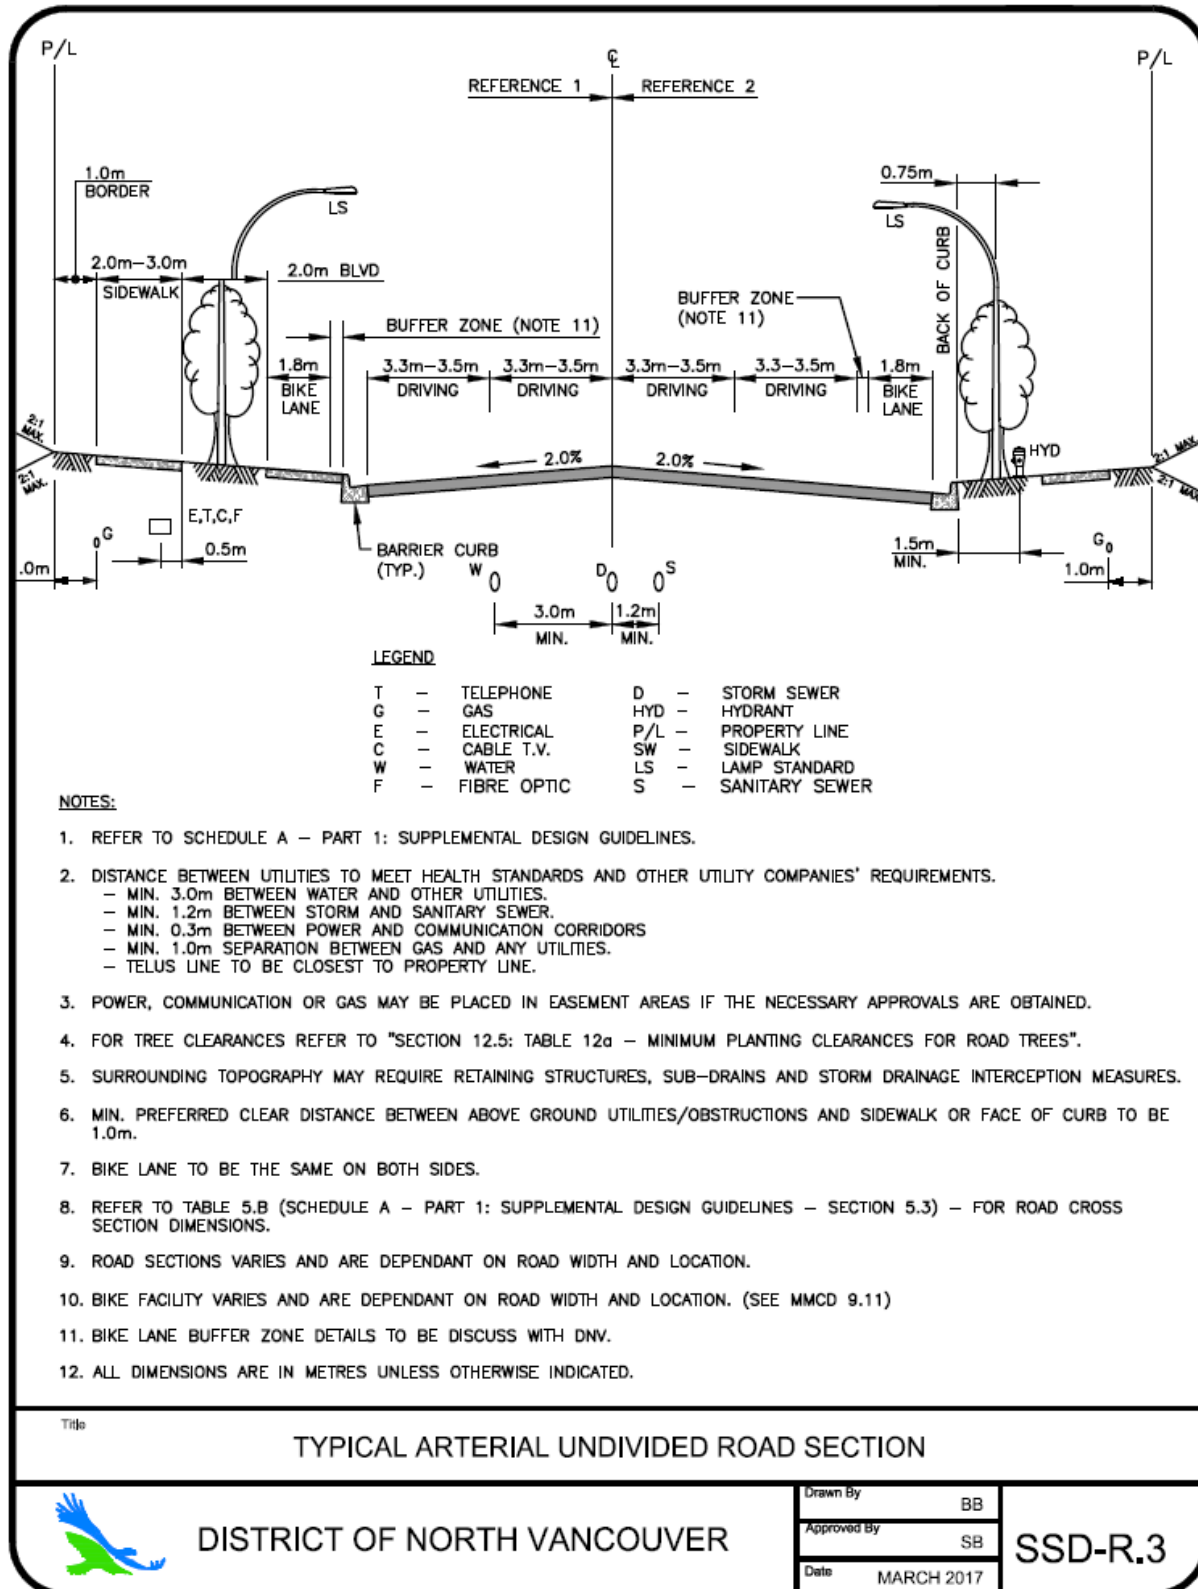 P/L
℄
P/L
REFERENCE 1
REFERENCE 2
1.0m
BORDER
0.75m
LS
LS
2.0m-3.0m
SIDEWALK
2.0m BLVD
BACK OF CURB
BUFFER ZONE
(NOTE 11)
BUFFER ZONE (NOTE 11)
1.8m
BIKE
LANE
3.3m-3.5m
DRIVING
3.3m-3.5m
DRIVING
3.3m-3.5m
DRIVING
3.3-3.5m
DRIVING
1.8m
BIKE
LANE
2:1
MAX.
2:1
MAX.
2.0%
2.0%
HYD
2:1 MAX.
2:1 MAX.
G
E,T,C,F
0.5m
.0m
BARRIER CURB
(TYP.)
W
D
S
1.5m
MIN.
G
1.0m
3.0m
MIN.
1.2m
MIN.
LEGEND
T – TELEPHONE D – STORM SEWER
G – GAS HYD – HYDRANT
E – ELECTRICAL P/L – PROPERTY LINE
C – CABLE T.V. SW – SIDEWALK
W – WATER LS – LAMP STANDARD
F – FIBRE OPTIC S – SANITARY SEWER
NOTES:
1. REFER TO SCHEDULE A – PART 1: SUPPLEMENTAL DESIGN GUIDELINES.
2. DISTANCE BETWEEN UTILITIES TO MEET HEALTH STANDARDS AND OTHER UTILITY COMPANIES' REQUIREMENTS.
– MIN. 3.0m BETWEEN WATER AND OTHER UTILITIES.
– MIN. 1.2m BETWEEN STORM AND SANITARY SEWER.
– MIN. 0.3m BETWEEN POWER AND COMMUNICATION CORRIDORS
– MIN. 1.0m SEPARATION BETWEEN GAS AND ANY UTILITIES.
– TELUS LINE TO BE CLOSEST TO PROPERTY LINE.
3. POWER, COMMUNICATION OR GAS MAY BE PLACED IN EASEMENT AREAS IF THE NECESSARY APPROVALS ARE OBTAINED.
4. FOR TREE CLEARANCES REFER TO "SECTION 12.5: TABLE 12a – MINIMUM PLANTING CLEARANCES FOR ROAD TREES".
5. SURROUNDING TOPOGRAPHY MAY REQUIRE RETAINING STRUCTURES, SUB-DRAINS AND STORM DRAINAGE INTERCEPTION MEASURES.
6. MIN. PREFERRED CLEAR DISTANCE BETWEEN ABOVE GROUND UTILITIES/OBSTRUCTIONS AND SIDEWALK OR FACE OF CURB TO BE
1.0m.
7. BIKE LANE TO BE THE SAME ON BOTH SIDES.
8. REFER TO TABLE 5.B (SCHEDULE A – PART 1: SUPPLEMENTAL DESIGN GUIDELINES – SECTION 5.3) – FOR ROAD CROSS
SECTION DIMENSIONS.
9. ROAD SECTIONS VARIES AND ARE DEPENDANT ON ROAD WIDTH AND LOCATION.
10. BIKE FACILITY VARIES AND ARE DEPENDANT ON ROAD WIDTH AND LOCATION. (SEE MMCD 9.11)
11. BIKE LANE BUFFER ZONE DETAILS TO BE DISCUSS WITH DNV.
12. ALL DIMENSIONS ARE IN METRES UNLESS OTHERWISE INDICATED.
Title
TYPICAL ARTERIAL UNDIVIDED ROAD SECTION
DISTRICT OF NORTH VANCOUVER
Drawn By
BB
Approved By
SB
Date
MARCH 2017
SSD-R.3